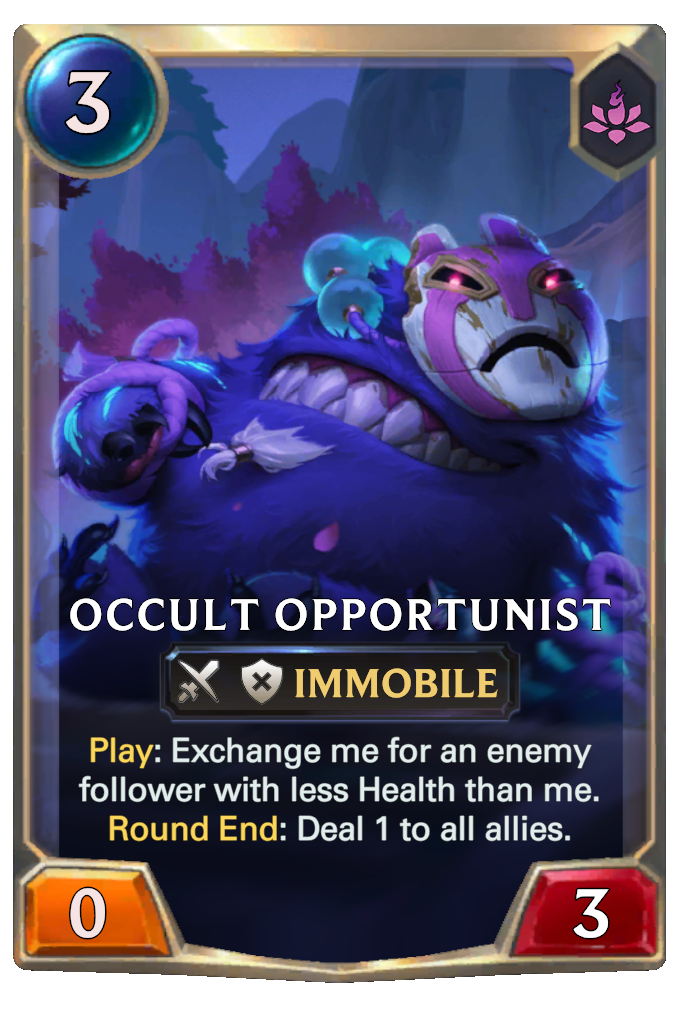 3
OCCULT OPPORTUNIST
IMMOBILE
Play: Exchange me for an enemy
follower with less Health than me.
Round End: Deal 1 to all allies.
0
3